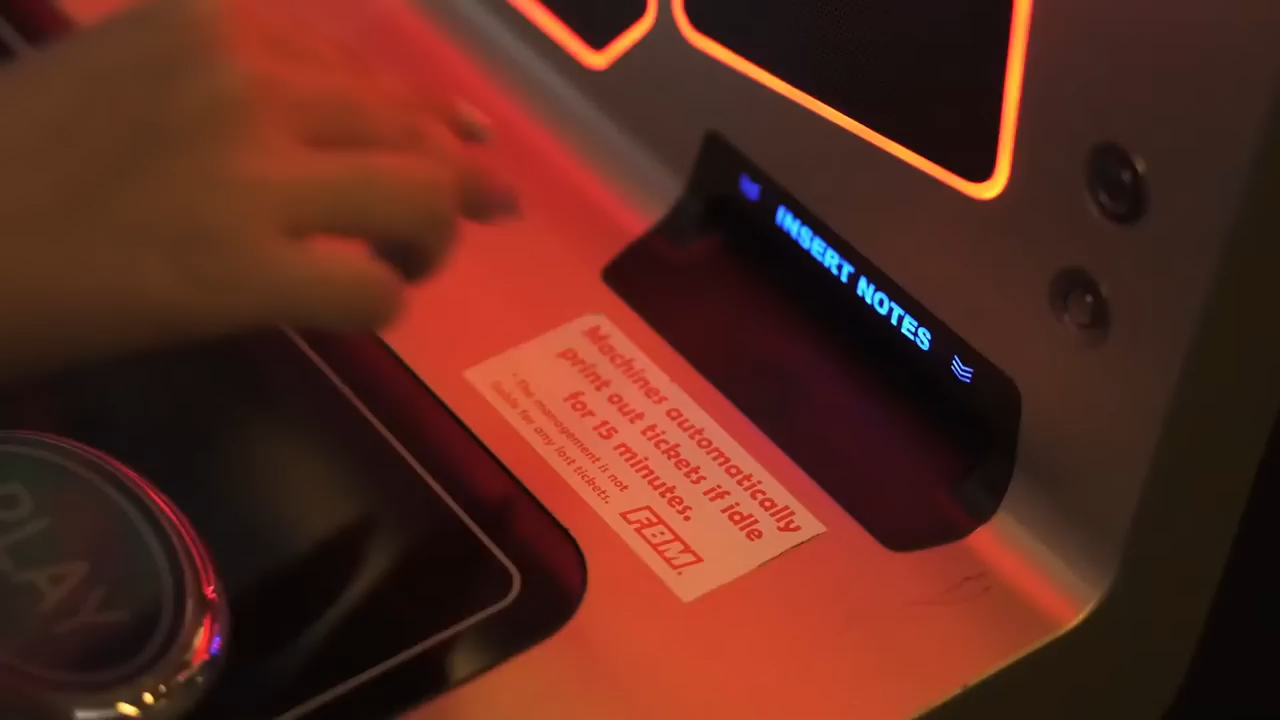 INSERT NOTES
Machines automatically
print out tickets if idle
for 15 minutes.
* The management is not
liable for any lost tickets.
FBM
PLAY